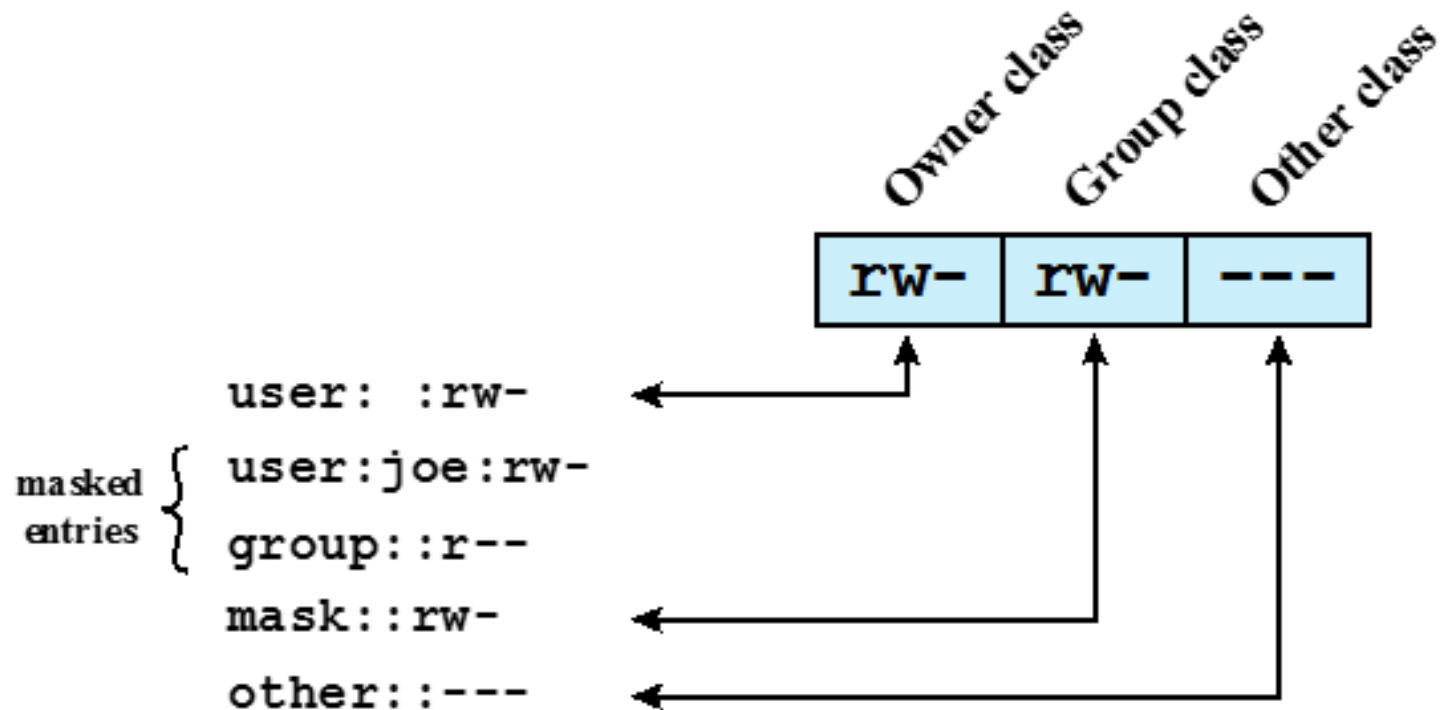 Owner class
Group class
Other class
rw- rw- ---
user: :rw-
masked
entries
user:joe:rw-
group::r--
mask::rw-
other::---